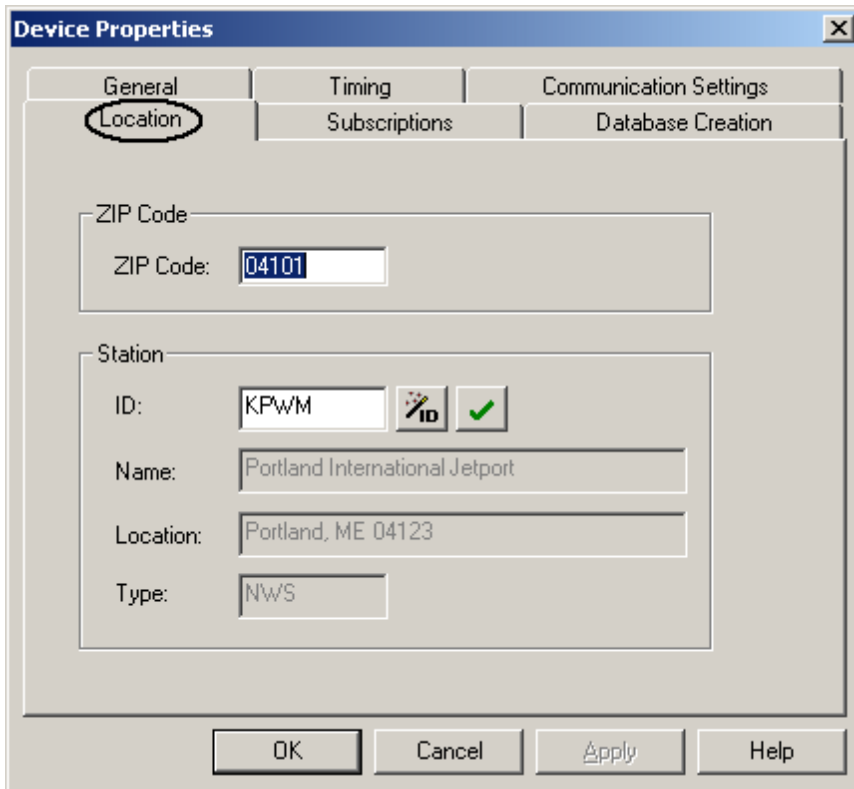 Device Properties
General Timing Communication Settings
Location Subscriptions Database Creation
ZIP Code
ZIP Code: 04101
Station
ID: KPWM ID
Name: Portland International Jetport
Location: Portland, ME 04123
Type: NWS
OK Cancel Apply Help